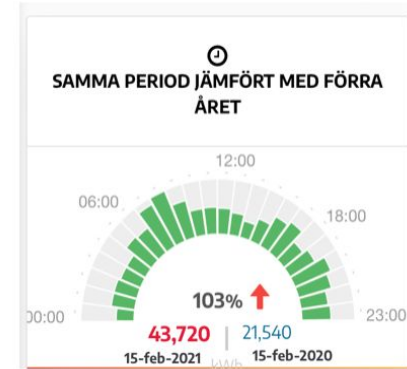 SAMMA PERIOD JÄMFÖRT MED FÖRRA
ÅRET
12:00
06:00
18:00
00:00
23:00
103%
43,720 | 21,540
15-feb-2021 kWh 15-feb-2020